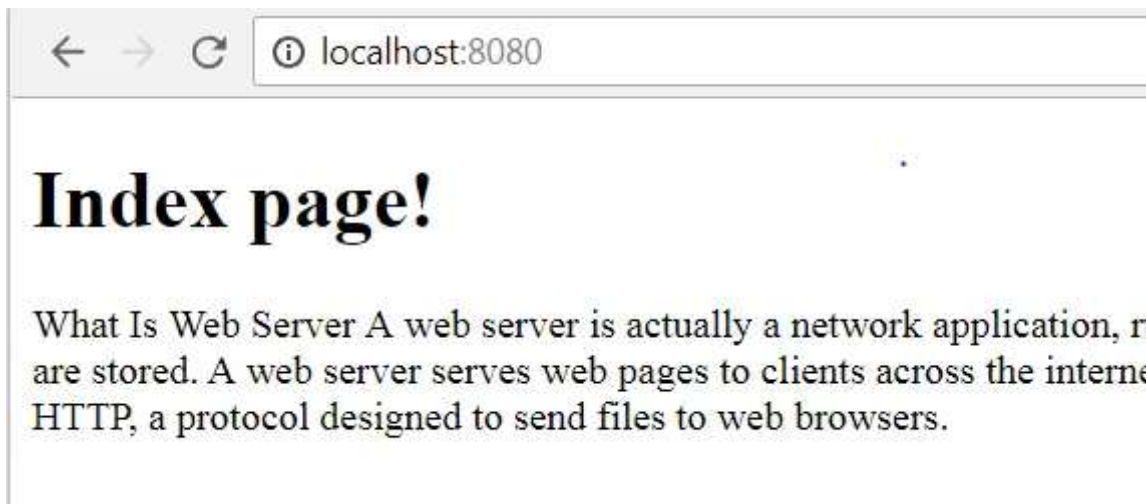 localhost:8080
Index page!
What Is Web Server A web server is actually a network application,
are stored. A web server serves web pages to clients across the
HTTP, a protocol designed to send files to web browsers.